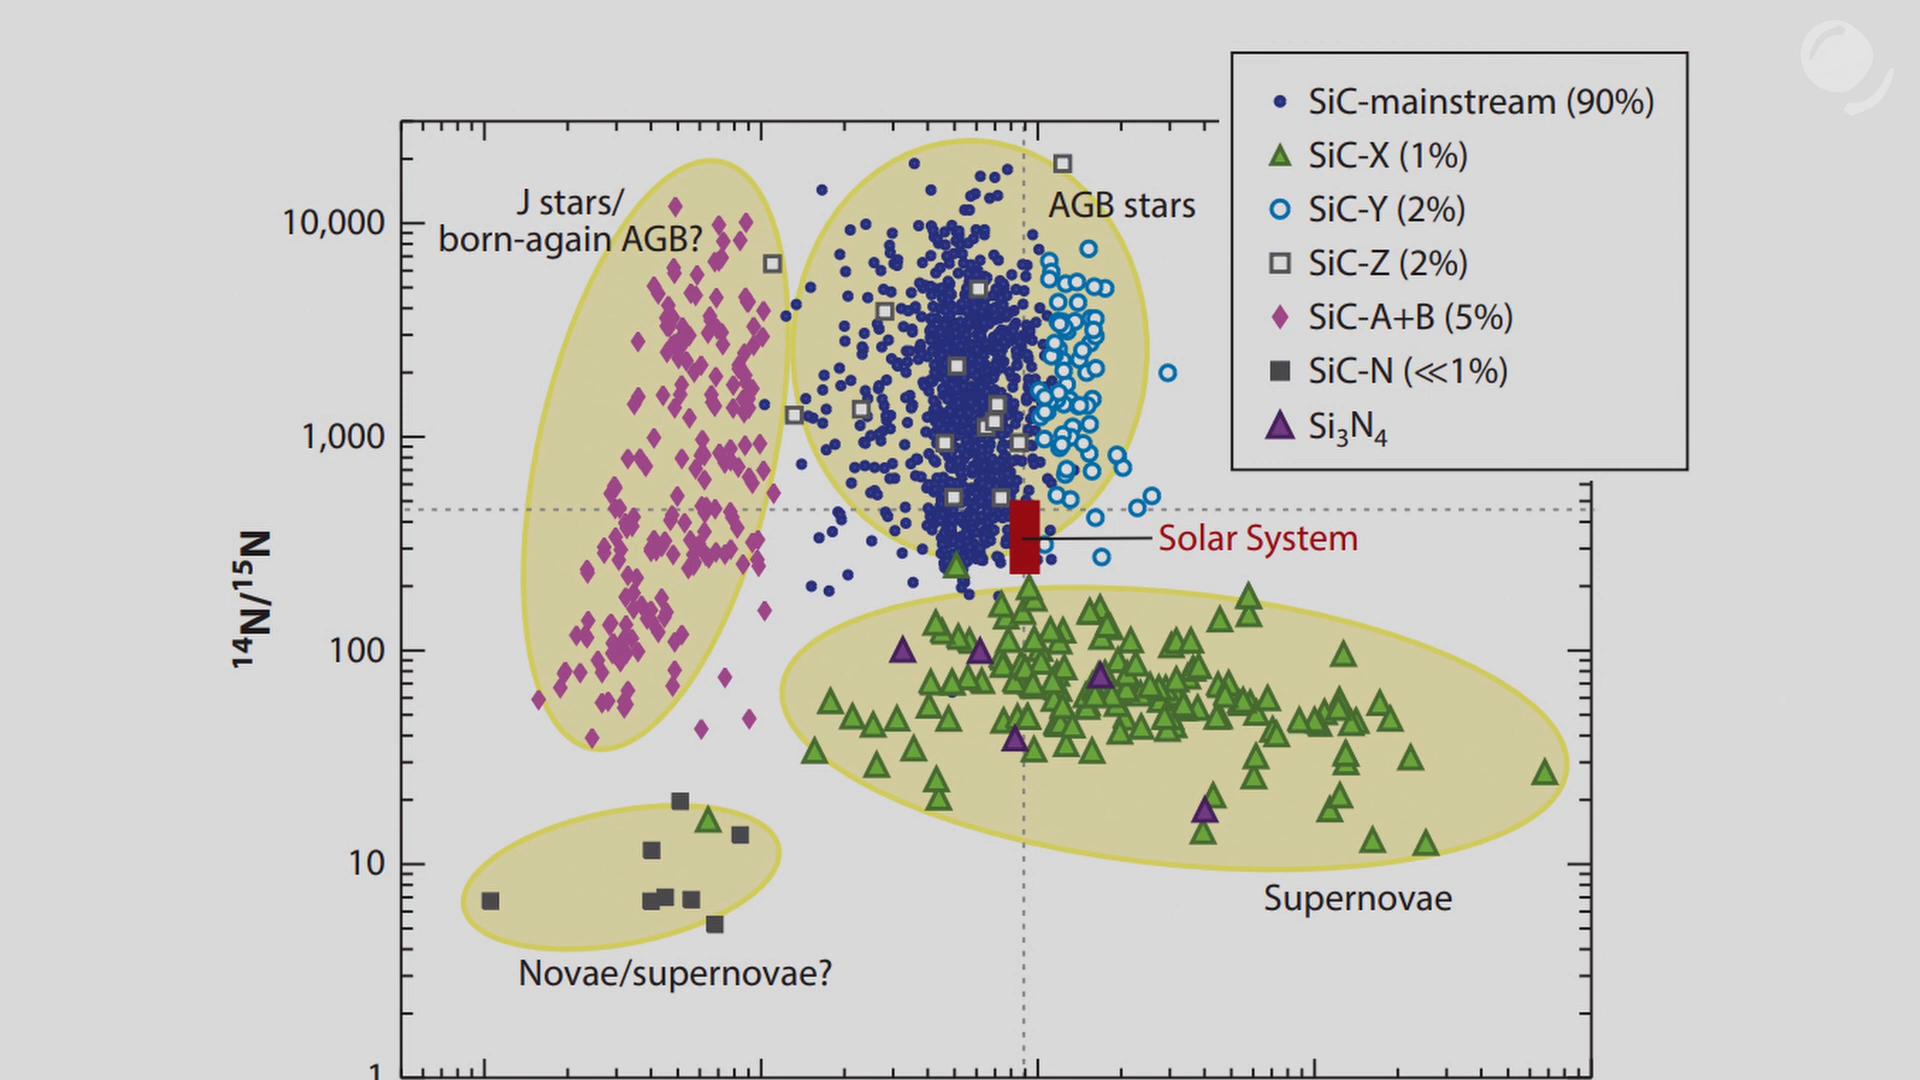 SiC-mainstream (90%)
SiC-X (1%)
SiC-Y (2%)
SiC-Z (2%)
SiC-A+B (5%)
SiC-N (≪1%)
Si₃N₄
J stars/
born-again AGB?
AGB stars
10,000
1,000
100
10
1
¹⁴N/¹⁵N
Solar System
Supernovae
Novae/supernovae?